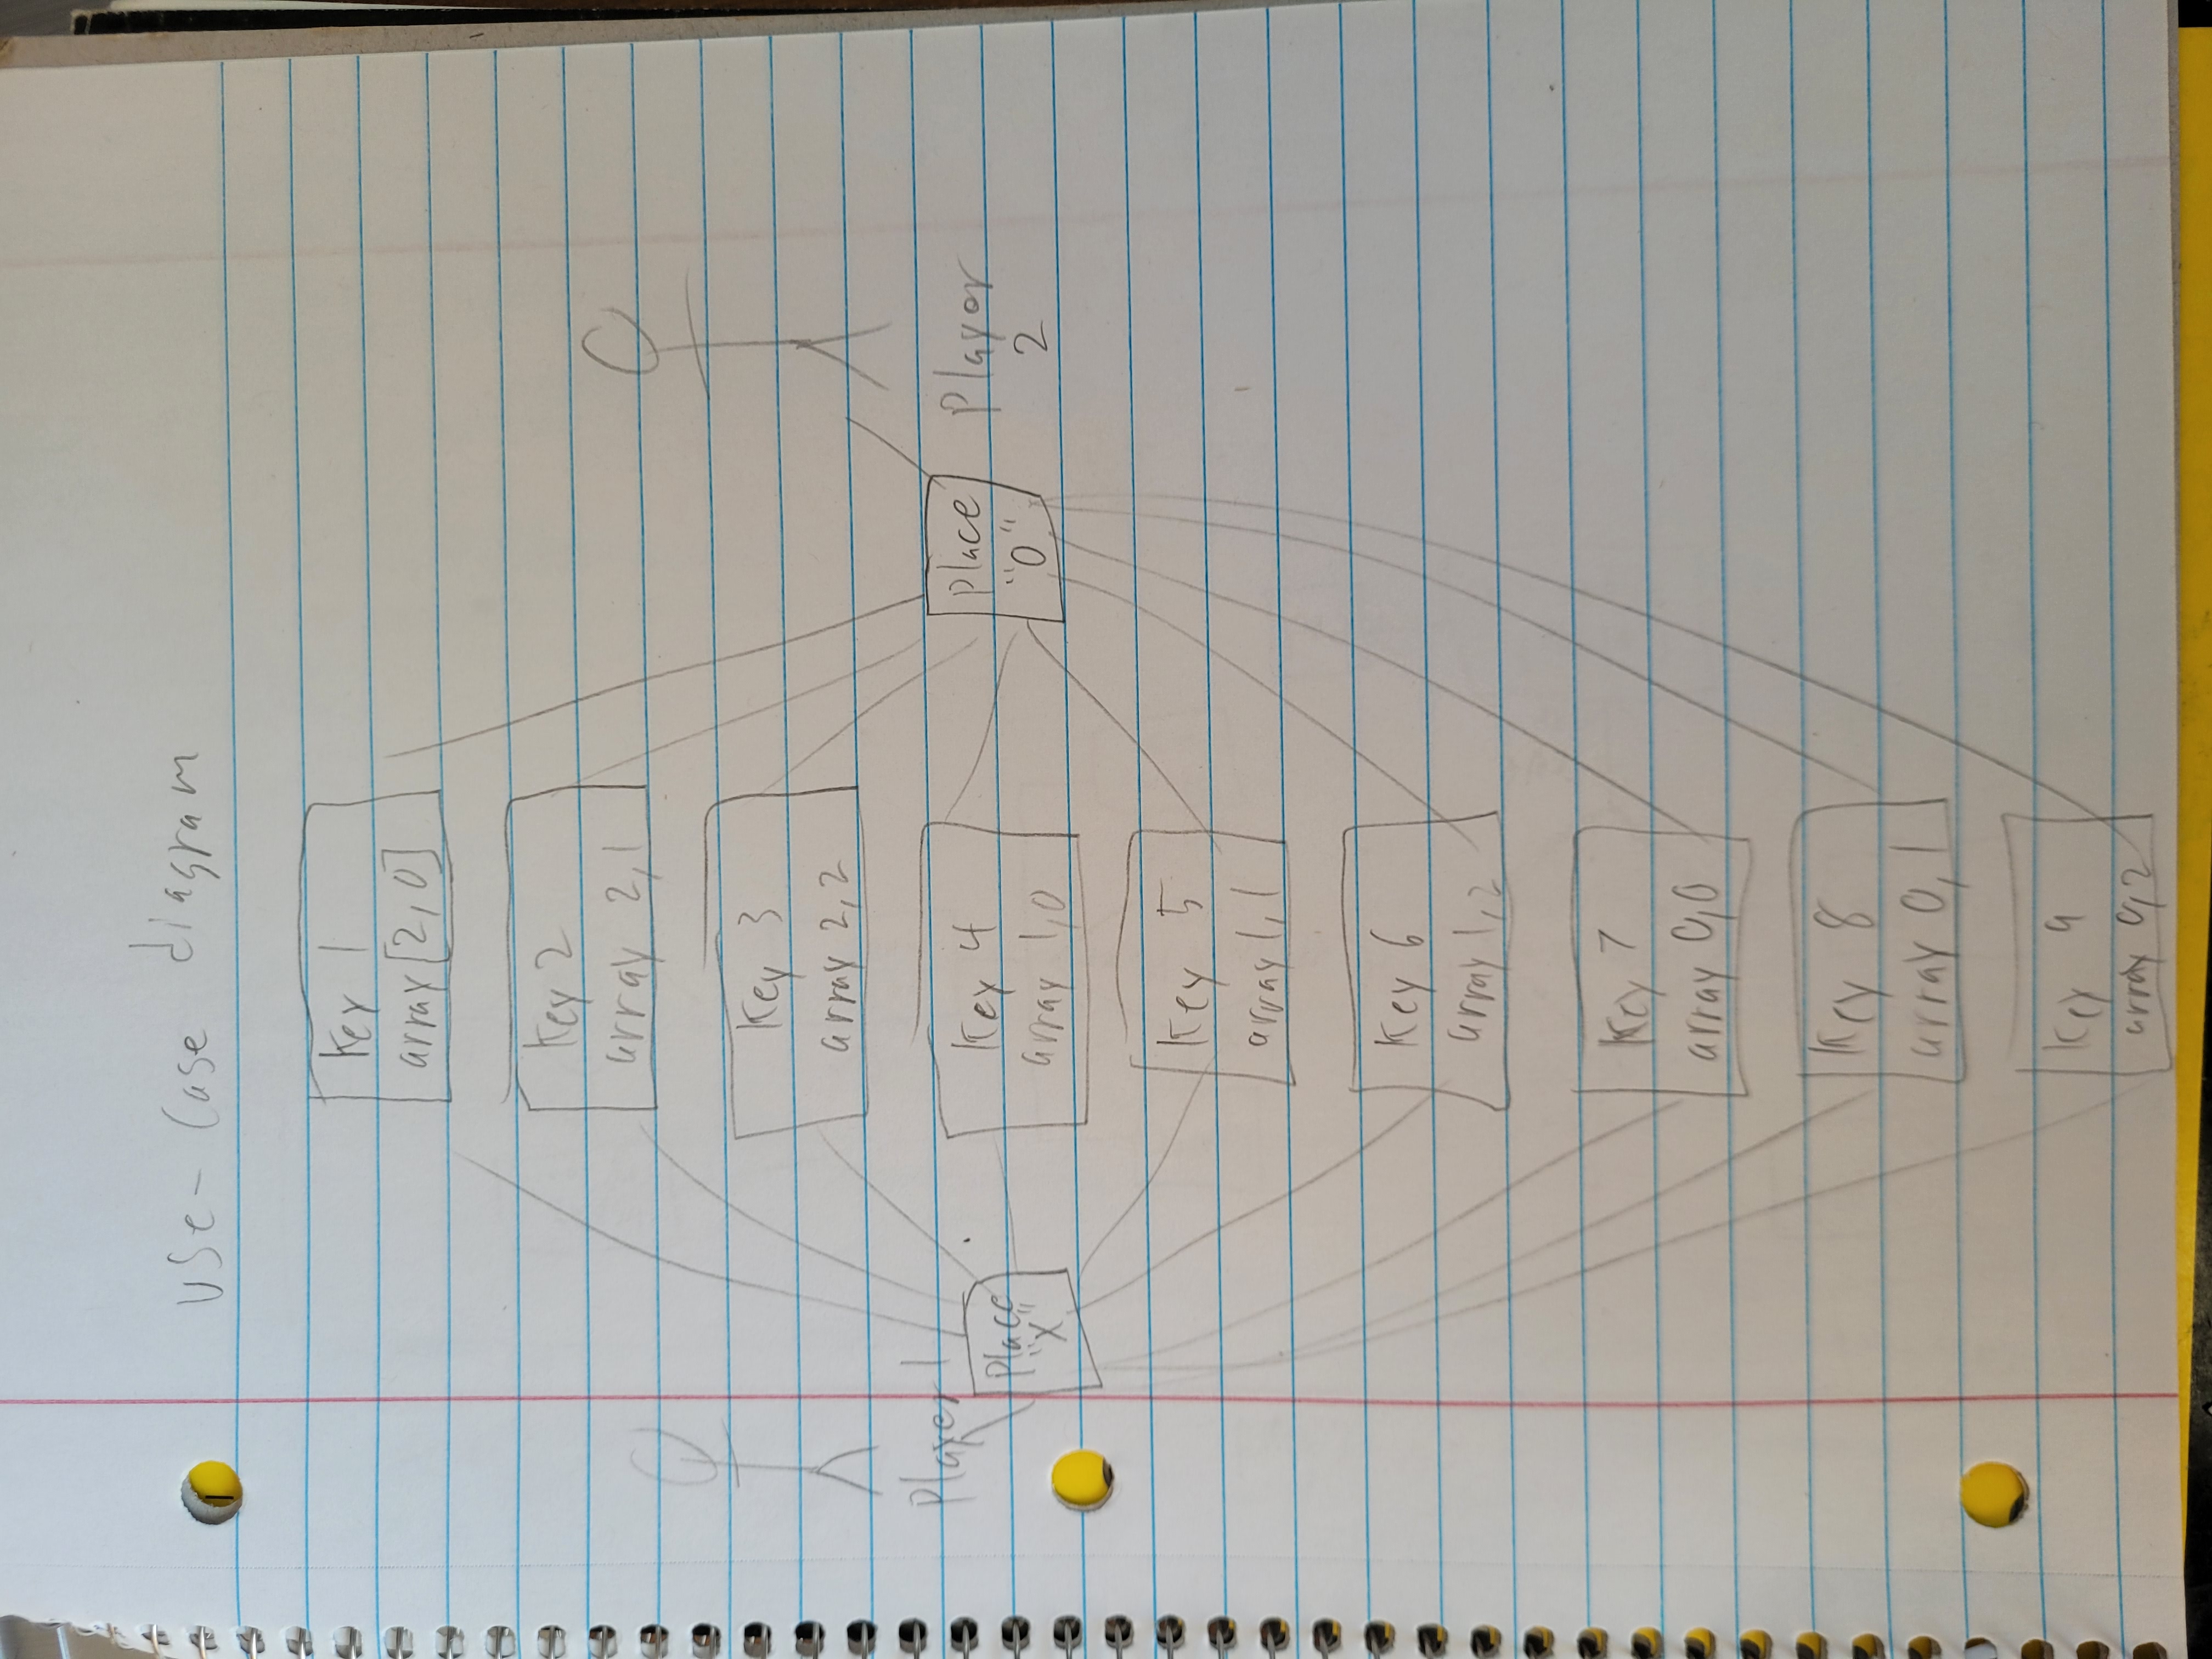 Use-Case diagram
Key 1
array[2,0]
Key 2
array 2,1
Key 3
array 2,2
Player 1
Place
"X"
Key 4
array 1,0
Place
"O"
Player
2
Key 5
array 1,1
Key 6
array 1,2
Key 7
array 0,0
Key 8
array 0,1
Key 9
array 0,2